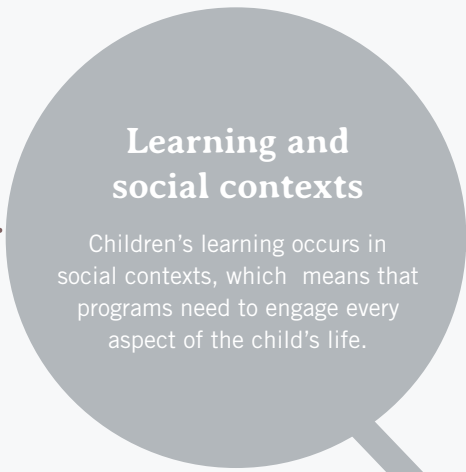 Learning and
social contexts
Children’s learning occurs in
social contexts, which  means that
programs need to engage every
aspect of the child’s life.